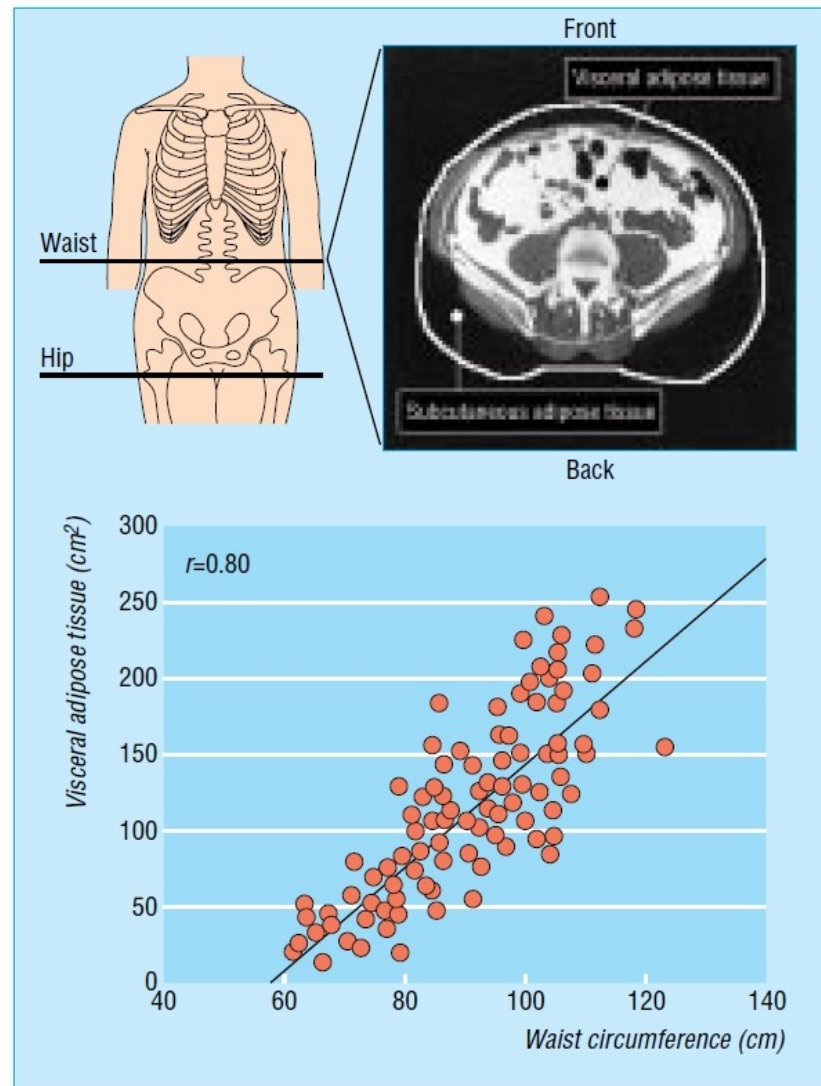 Front
Visceral adipose tissue
Waist
Hip
Subcutaneous adipose tissue
Back
Visceral adipose tissue (cm²)
300
250
200
150
100
50
0
r=0.80
40
60
80
100
120
140
Waist circumference (cm)